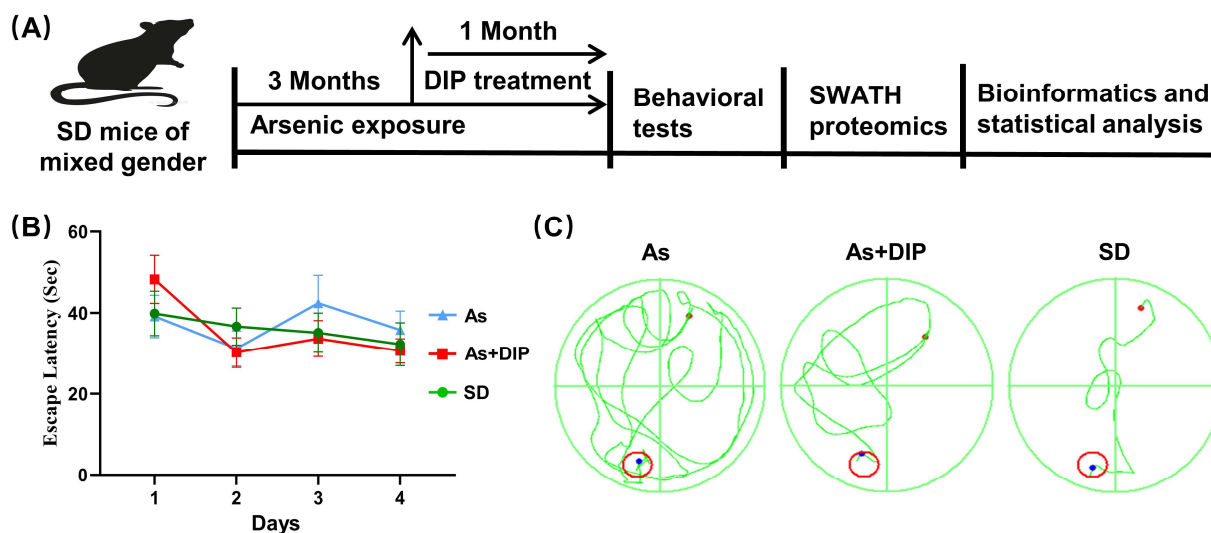 (A)
SD mice of
mixed gender
3 Months
Arsenic exposure
1 Month
DIP treatment
Behavioral
tests
SWATH
proteomics
Bioinformatics and
statistical analysis
(B)
Escape Latency (Sec)
60
40
20
0
1 2 3 4
Days
As
As+DIP
SD
(C)
As As+DIP SD